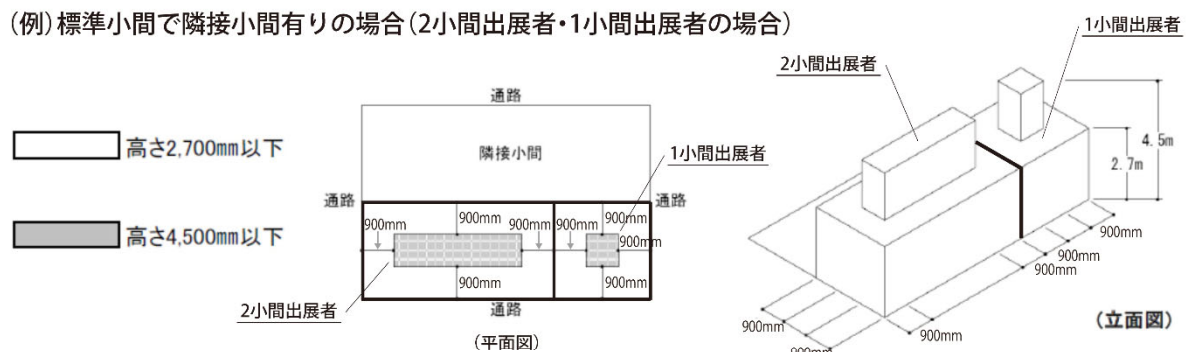 (例)標準小間で隣接小間有りの場合(2小間出展者・1小間出展者の場合)
高さ2,700mm以下
高さ4,500mm以下
通路
隣接小間
1小間出展者
通路
通路
900mm
900mm
900mm
900mm
900mm
900mm
900mm
900mm
2小間出展者
通路
(平面図)
1小間出展者
2小間出展者
4.5m
2.7m
900mm
900mm
900mm
900mm
900mm
900mm
(立面図)